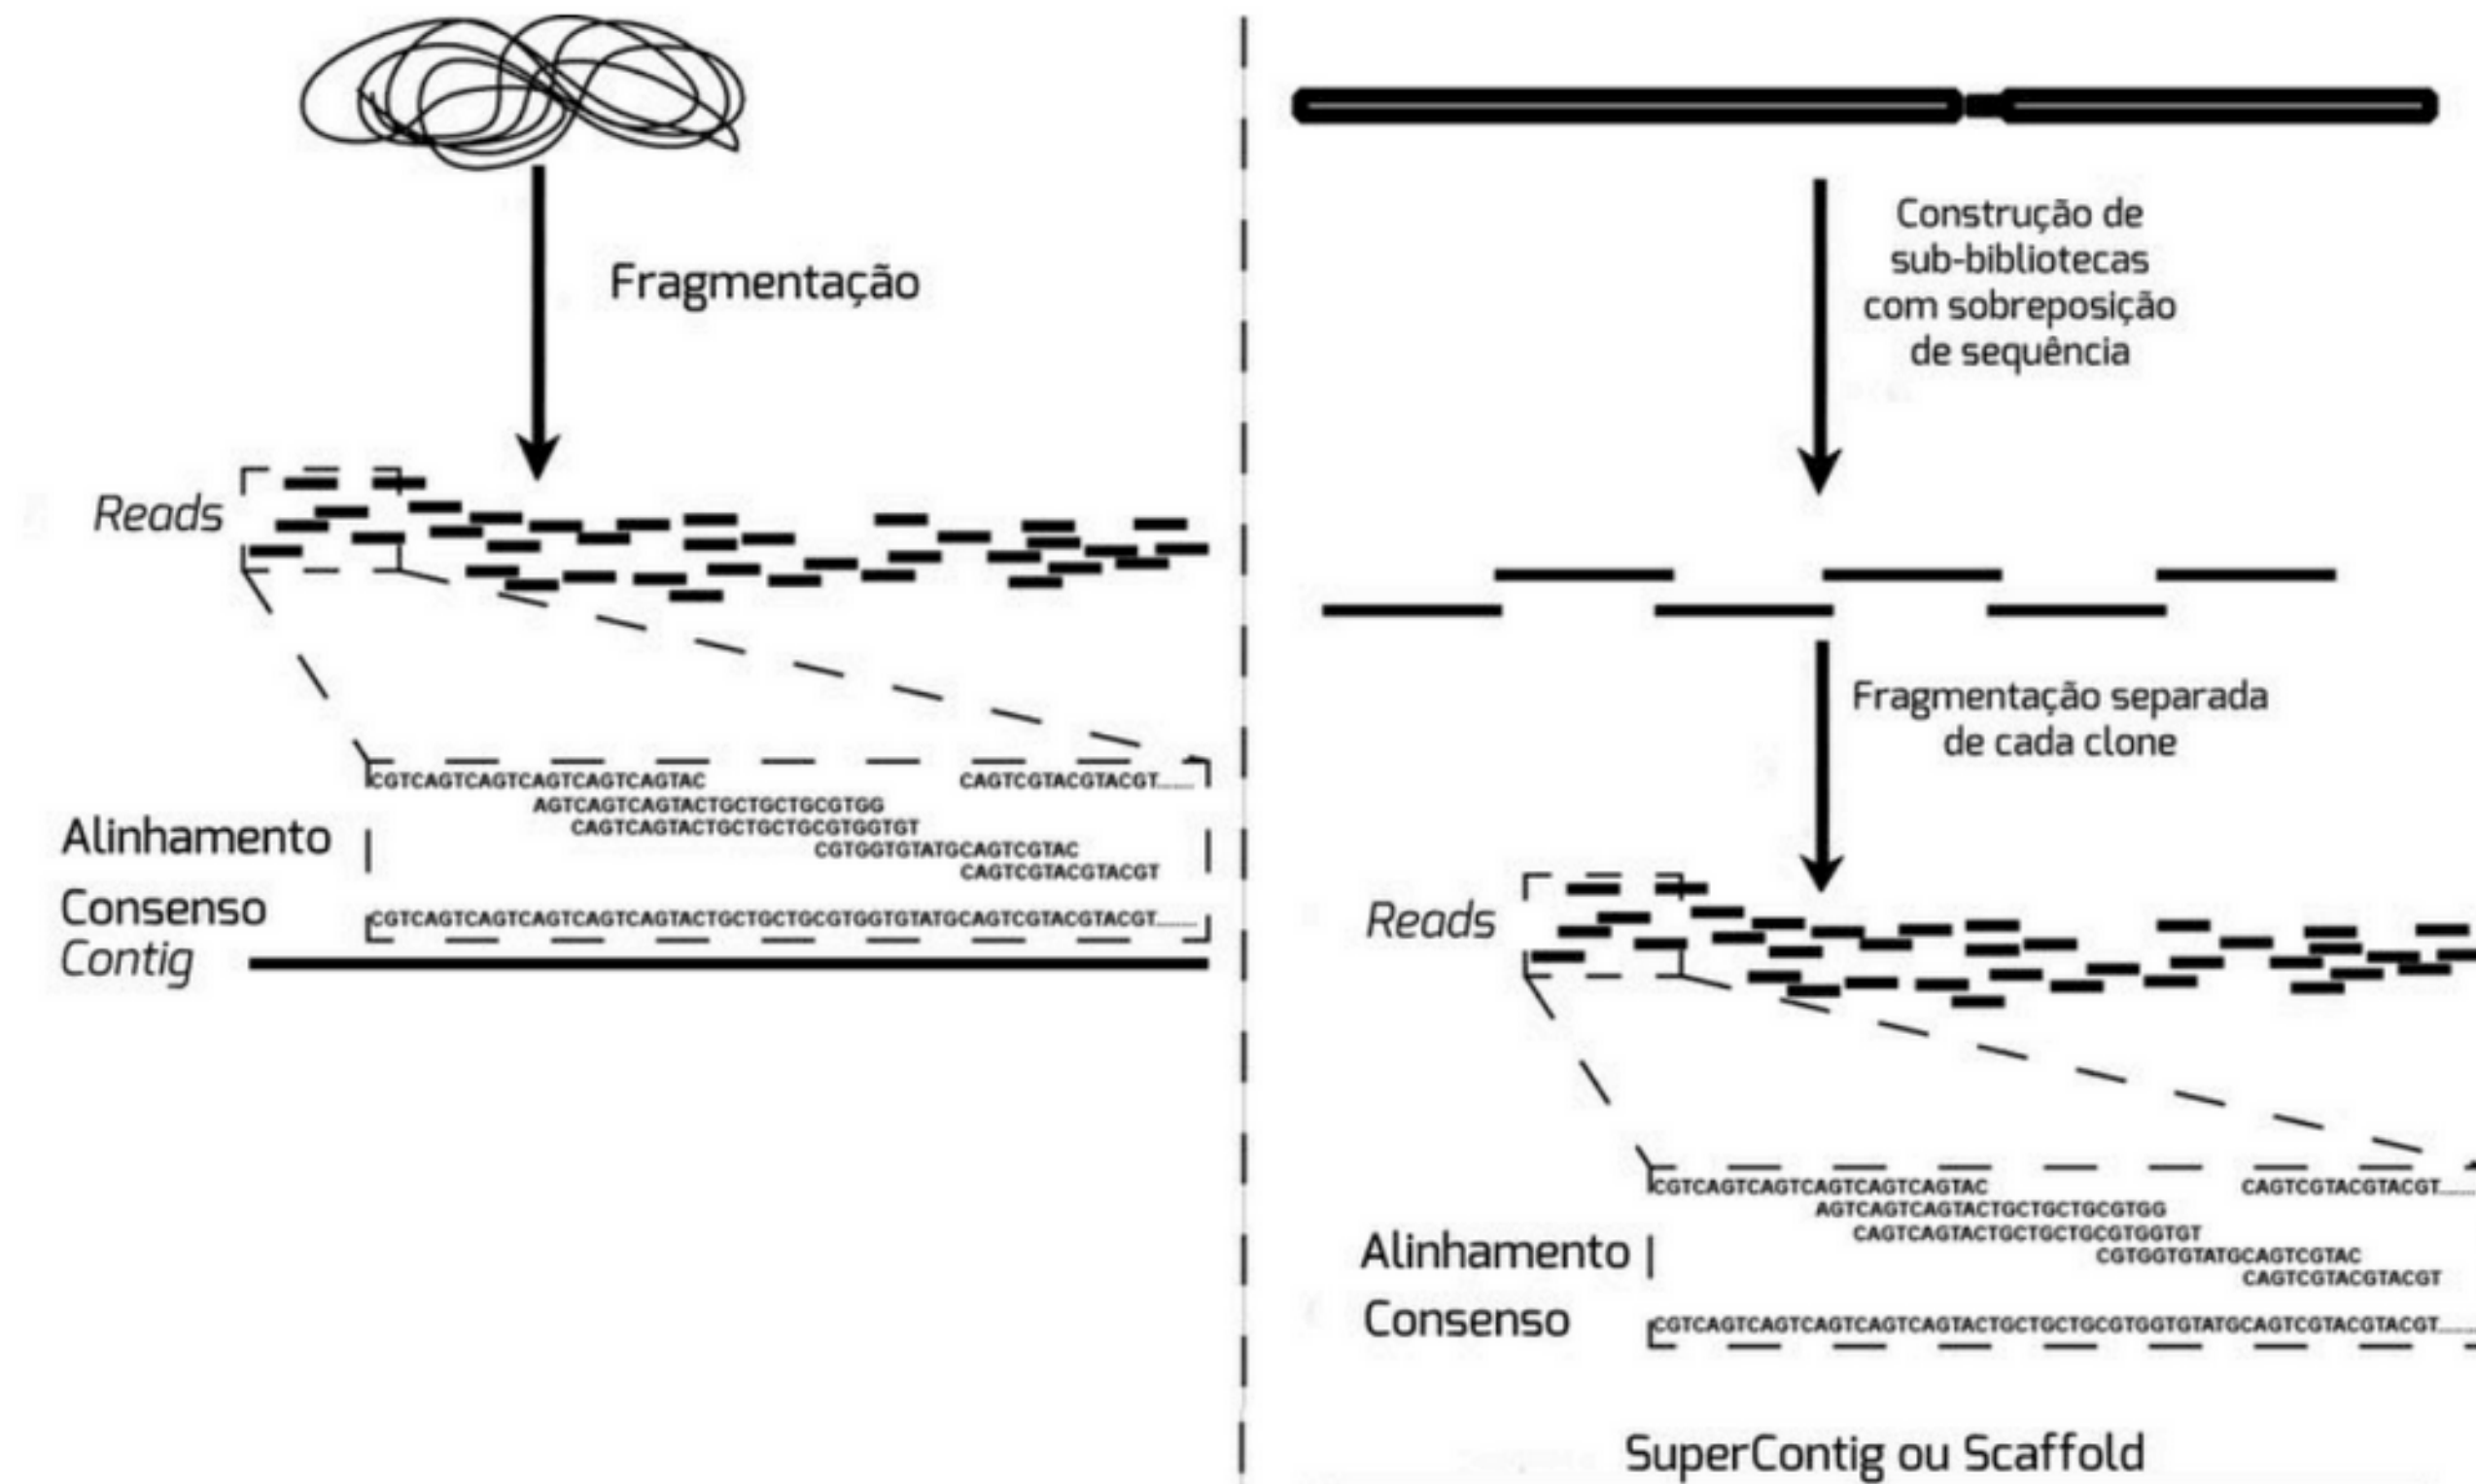 Fragmentação
Reads
CGTCAGTCAGTCAGTCAGTCAGTAC CAGTCGTACGTACGT........
AGTCAGTCAGTACTGCTGCTGCGTGG
CAGTCAGTACTGCTGCTGCGTGGTGT
Alinhamento
CGTGGTGTATGCAGTCGTAC
CAGTCGTACGTACGT
Consenso
CGTCAGTCAGTCAGTCAGTCAGTACTGCTGCTGCGTGGTGTATGCAGTCGTACGTACGT........
Contig
Construção de
sub-bibliotecas
com sobreposição
de sequência
Fragmentação separada
de cada clone
Reads
CGTCAGTCAGTCAGTCAGTCAGTAC CAGTCGTACGTACGT........
AGTCAGTCAGTACTGCTGCTGCGTGG
CAGTCAGTACTGCTGCTGCGTGGTGT
Alinhamento
CGTGGTGTATGCAGTCGTAC
CAGTCGTACGTACGT
Consenso
CGTCAGTCAGTCAGTCAGTCAGTACTGCTGCTGCGTGGTGTATGCAGTCGTACGTACGT........
SuperContig ou Scaffold